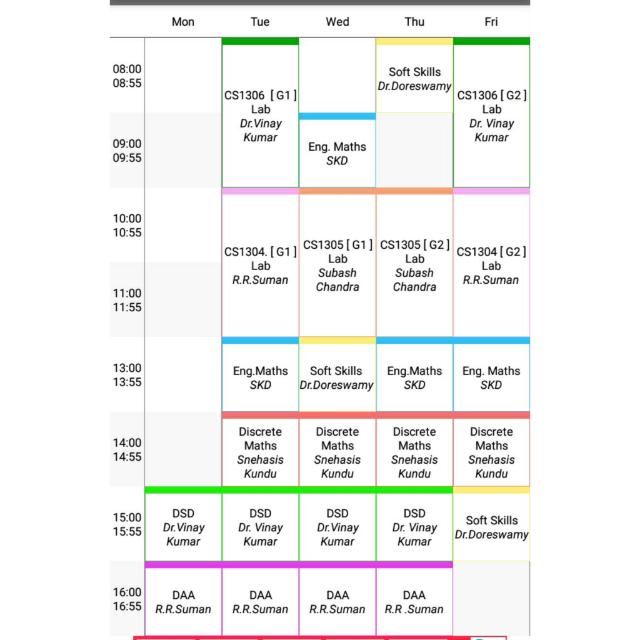 Mon Tue Wed Thu Fri
08:00
08:55
CS1306 [ G1 ]
Lab
Dr.Vinay
Kumar
Soft Skills
Dr.Doreswamy
CS1306 [ G2 ]
Lab
Dr. Vinay
Kumar
09:00
09:55
Eng. Maths
SKD
10:00
10:55
CS1304. [ G1 ]
Lab
R.R.Suman
CS1305 [ G1 ]
Lab
Subash
Chandra
CS1305 [ G2 ]
Lab
Subash
Chandra
CS1304 [ G2 ]
Lab
R.R.Suman
11:00
11:55
13:00
13:55
Eng.Maths
SKD
Soft Skills
Dr.Doreswamy
Eng.Maths
SKD
Eng. Maths
SKD
14:00
14:55
Discrete
Maths
Snehasis
Kundu
Discrete
Maths
Snehasis
Kundu
Discrete
Maths
Snehasis
Kundu
Discrete
Maths
Snehasis
Kundu
15:00
15:55
DSD
Dr.Vinay
Kumar
DSD
Dr. Vinay
Kumar
DSD
Dr.Vinay
Kumar
DSD
Dr. Vinay
Kumar
Soft Skills
Dr.Doreswamy
16:00
16:55
DAA
R.R.Suman
DAA
R.R.Suman
DAA
R.R.Suman
DAA
R.R .Suman